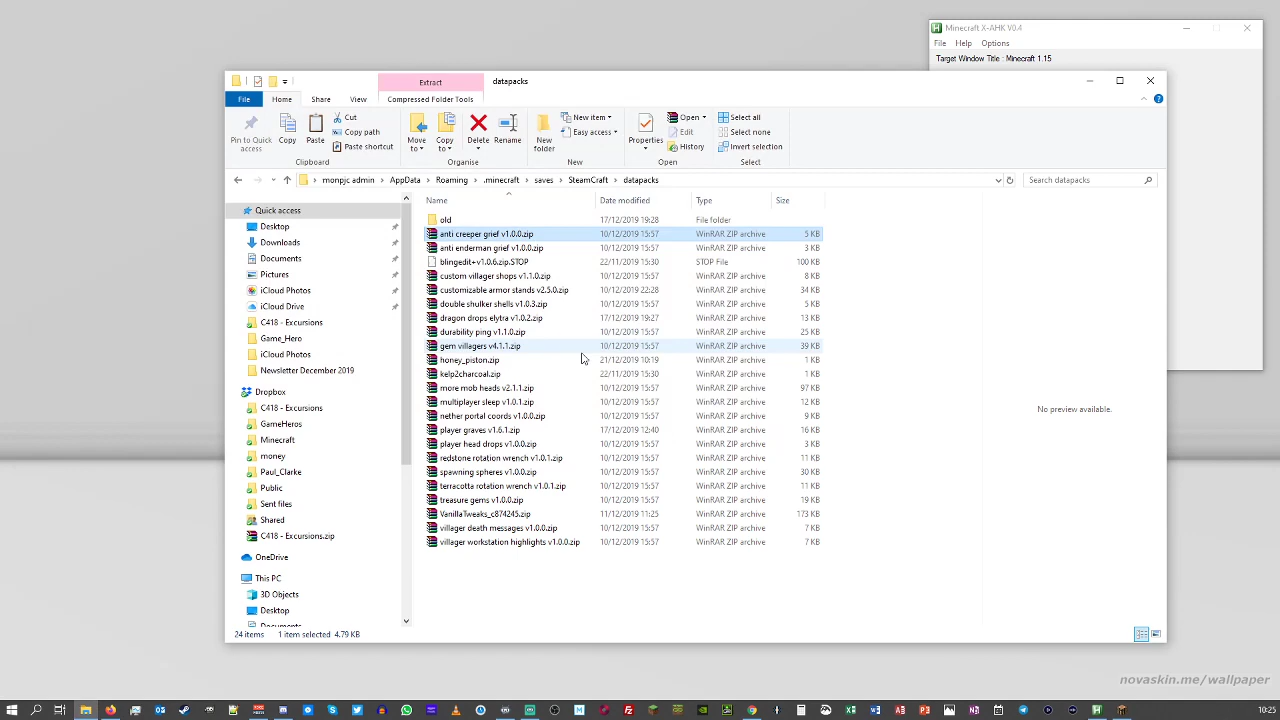 Minecraft X-AHK V0.4
File Help Options
Target Window Title : Minecraft 1.15
Extract
datapacks
File Home Share View Compressed Folder Tools
Pin to Quick access
Copy
Paste
Cut
Copy path
Paste shortcut
Clipboard
Move to
Copy to
Delete
Rename
Organise
New folder
New item
Easy access
New
Properties
Open
Edit
History
Open
Select all
Select none
Invert selection
Select
monpjc admin > AppData > Roaming > .minecraft > saves > SteamCraft > datapacks
Search datapacks
Quick access
Desktop
Downloads
Documents
Pictures
iCloud Photos
iCloud Drive
C418 - Excursions
Game_Hero
iCloud Photos
Newsletter December 2019
Dropbox
C418 - Excursions
GameHeros
Minecraft
money
Paul_Clarke
Public
Sent files
Shared
C418 - Excursions.zip
OneDrive
This PC
3D Objects
Desktop
Documents
Name Date modified Type Size
old 17/12/2019 19:28 File folder
anti creeper grief v1.0.0.zip 10/12/2019 15:57 WinRAR ZIP archive 5 KB
anti enderman grief v1.0.0.zip 10/12/2019 15:57 WinRAR ZIP archive 3 KB
blingedit+v1.0.6.zip.STOP 22/11/2019 15:30 STOP File 100 KB
custom villager shops v1.1.0.zip 10/12/2019 15:57 WinRAR ZIP archive 8 KB
customizable armor stands v2.5.0.zip 10/12/2019 22:28 WinRAR ZIP archive 34 KB
double shulker shells v1.0.3.zip 10/12/2019 15:57 WinRAR ZIP archive 5 KB
dragon drops elytra v1.0.2.zip 17/12/2019 19:27 WinRAR ZIP archive 13 KB
durability ping v1.1.0.zip 10/12/2019 15:57 WinRAR ZIP archive 25 KB
gem villagers v4.1.1.zip 10/12/2019 15:57 WinRAR ZIP archive 39 KB
honey_piston.zip 21/12/2019 10:19 WinRAR ZIP archive 1 KB
kelp2charcoal.zip 22/11/2019 15:30 WinRAR ZIP archive 1 KB
more mob heads v2.1.1.zip 10/12/2019 15:57 WinRAR ZIP archive 97 KB
multiplayer sleep v1.0.1.zip 10/12/2019 15:57 WinRAR ZIP archive 12 KB
nether portal coords v1.0.0.zip 10/12/2019 15:57 WinRAR ZIP archive 9 KB
player graves v1.6.1.zip 17/12/2019 12:40 WinRAR ZIP archive 16 KB
player head drops v1.0.0.zip 10/12/2019 15:57 WinRAR ZIP archive 3 KB
redstone rotation wrench v1.0.1.zip 10/12/2019 15:57 WinRAR ZIP archive 11 KB
spawning spheres v1.0.0.zip 10/12/2019 15:57 WinRAR ZIP archive 30 KB
terracotta rotation wrench v1.0.1.zip 10/12/2019 15:57 WinRAR ZIP archive 11 KB
treasure gems v1.0.0.zip 10/12/2019 15:57 WinRAR ZIP archive 19 KB
VanillaTweaks_c874245.zip 11/12/2019 11:25 WinRAR ZIP archive 173 KB
villager death messages v1.0.0.zip 10/12/2019 15:57 WinRAR ZIP archive 7 KB
villager workstation highlights v1.0.0.zip 10/12/2019 15:57 WinRAR ZIP archive 7 KB
No preview available.
24 items 1 item selected 4.79 KB
novaskin.me/wallpaper
10:25